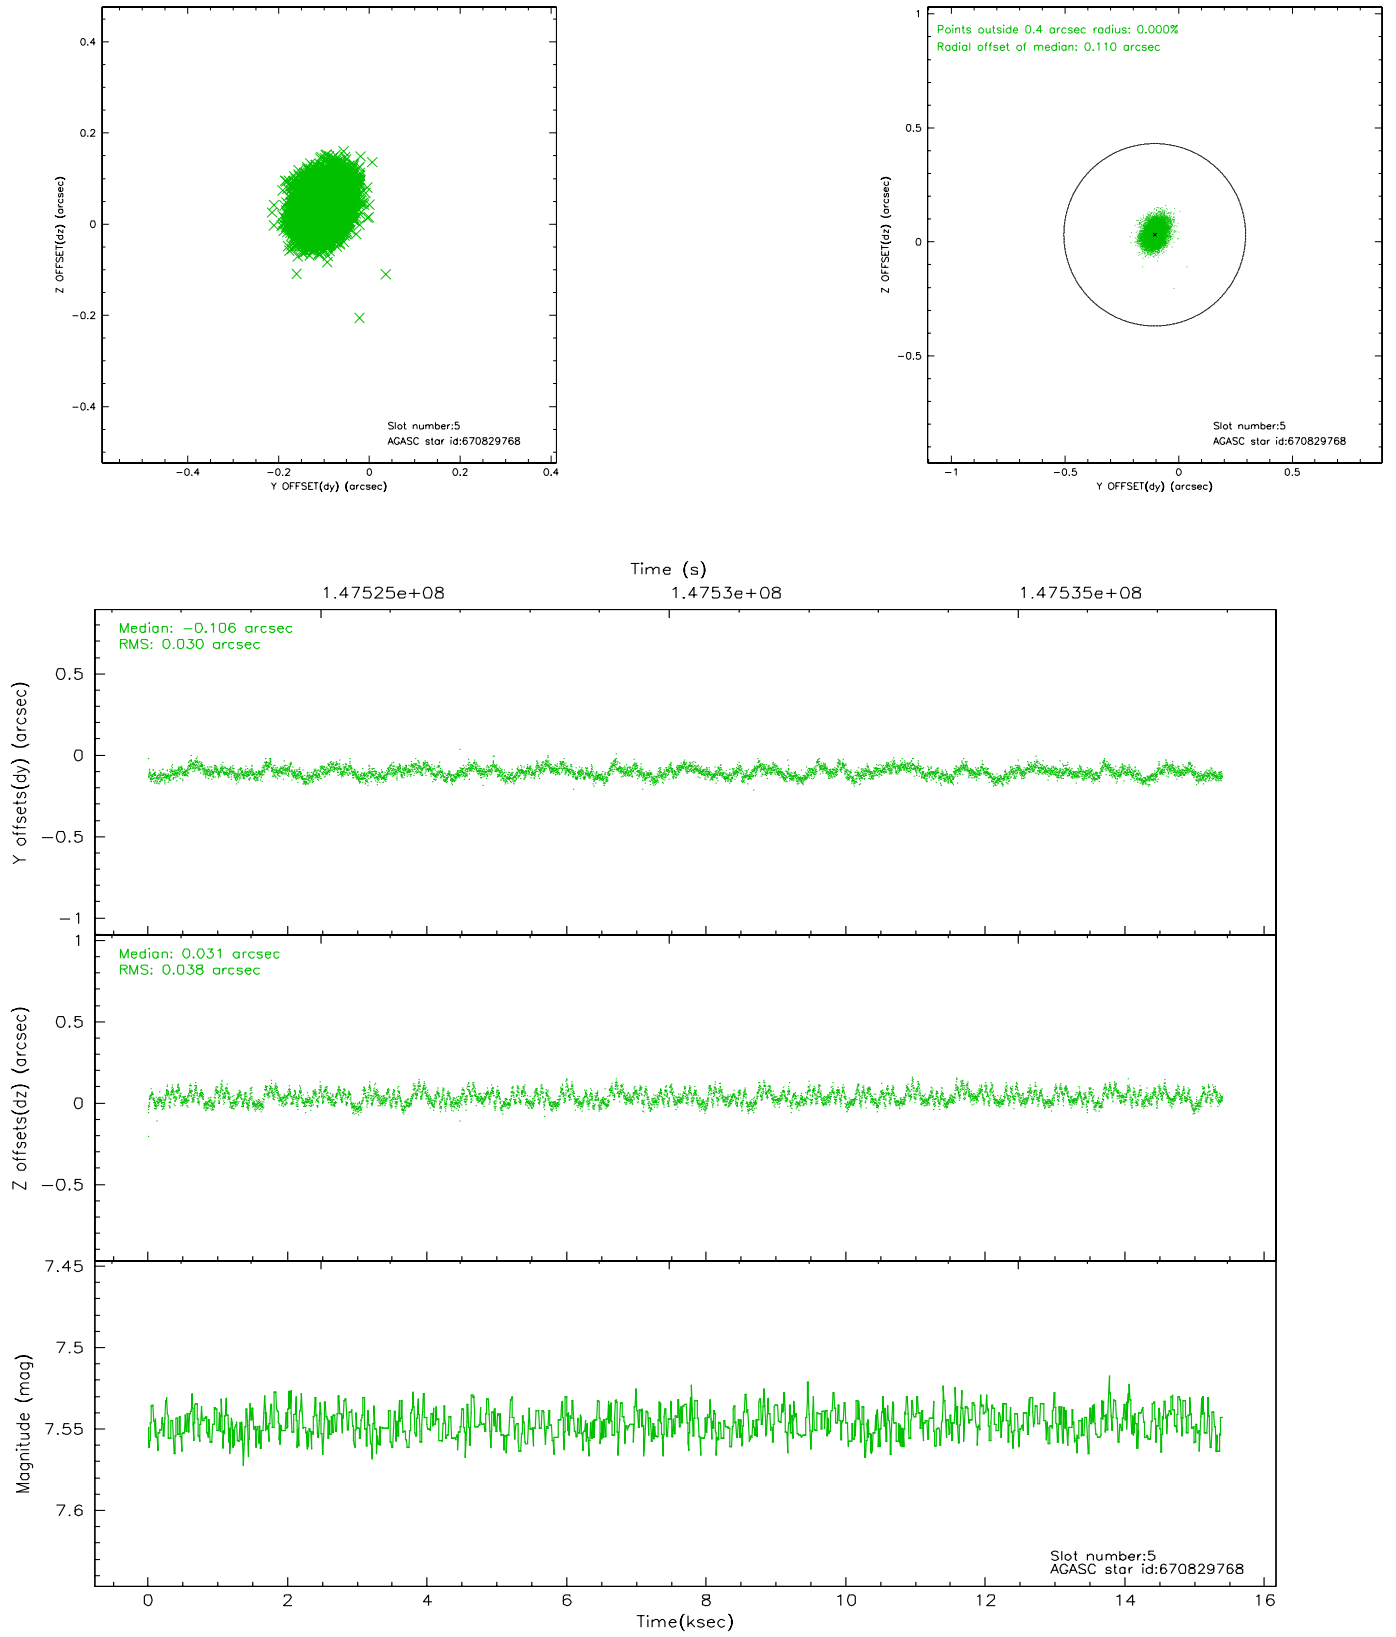 0.4
0.2
0
−0.2
−0.4
Z OFFSET(dz) (arcsec)
Slot number:5
AGASC star id:670829768
−0.4
−0.2
0
0.2
0.4
Y OFFSET(dy) (arcsec)
Points outside 0.4 arcsec radius: 0.000%
Radial offset of median: 0.110 arcsec
1
0.5
0
−0.5
Z OFFSET(dz) (arcsec)
Slot number:5
AGASC star id:670829768
−1
−0.5
0
0.5
Y OFFSET(dy) (arcsec)
Time (s)
1.47525e+08
1.4753e+08
1.47535e+08
Median: −0.106 arcsec
RMS: 0.030 arcsec
0.5
0
−0.5
−1
Y offsets(dy) (arcsec)
Median: 0.031 arcsec
RMS: 0.038 arcsec
1
0.5
0
−0.5
Z offsets(dz) (arcsec)
7.45
7.5
7.55
7.6
Magnitude (mag)
Slot number:5
AGASC star id:670829768
0
2
4
6
8
10
12
14
16
Time(ksec)